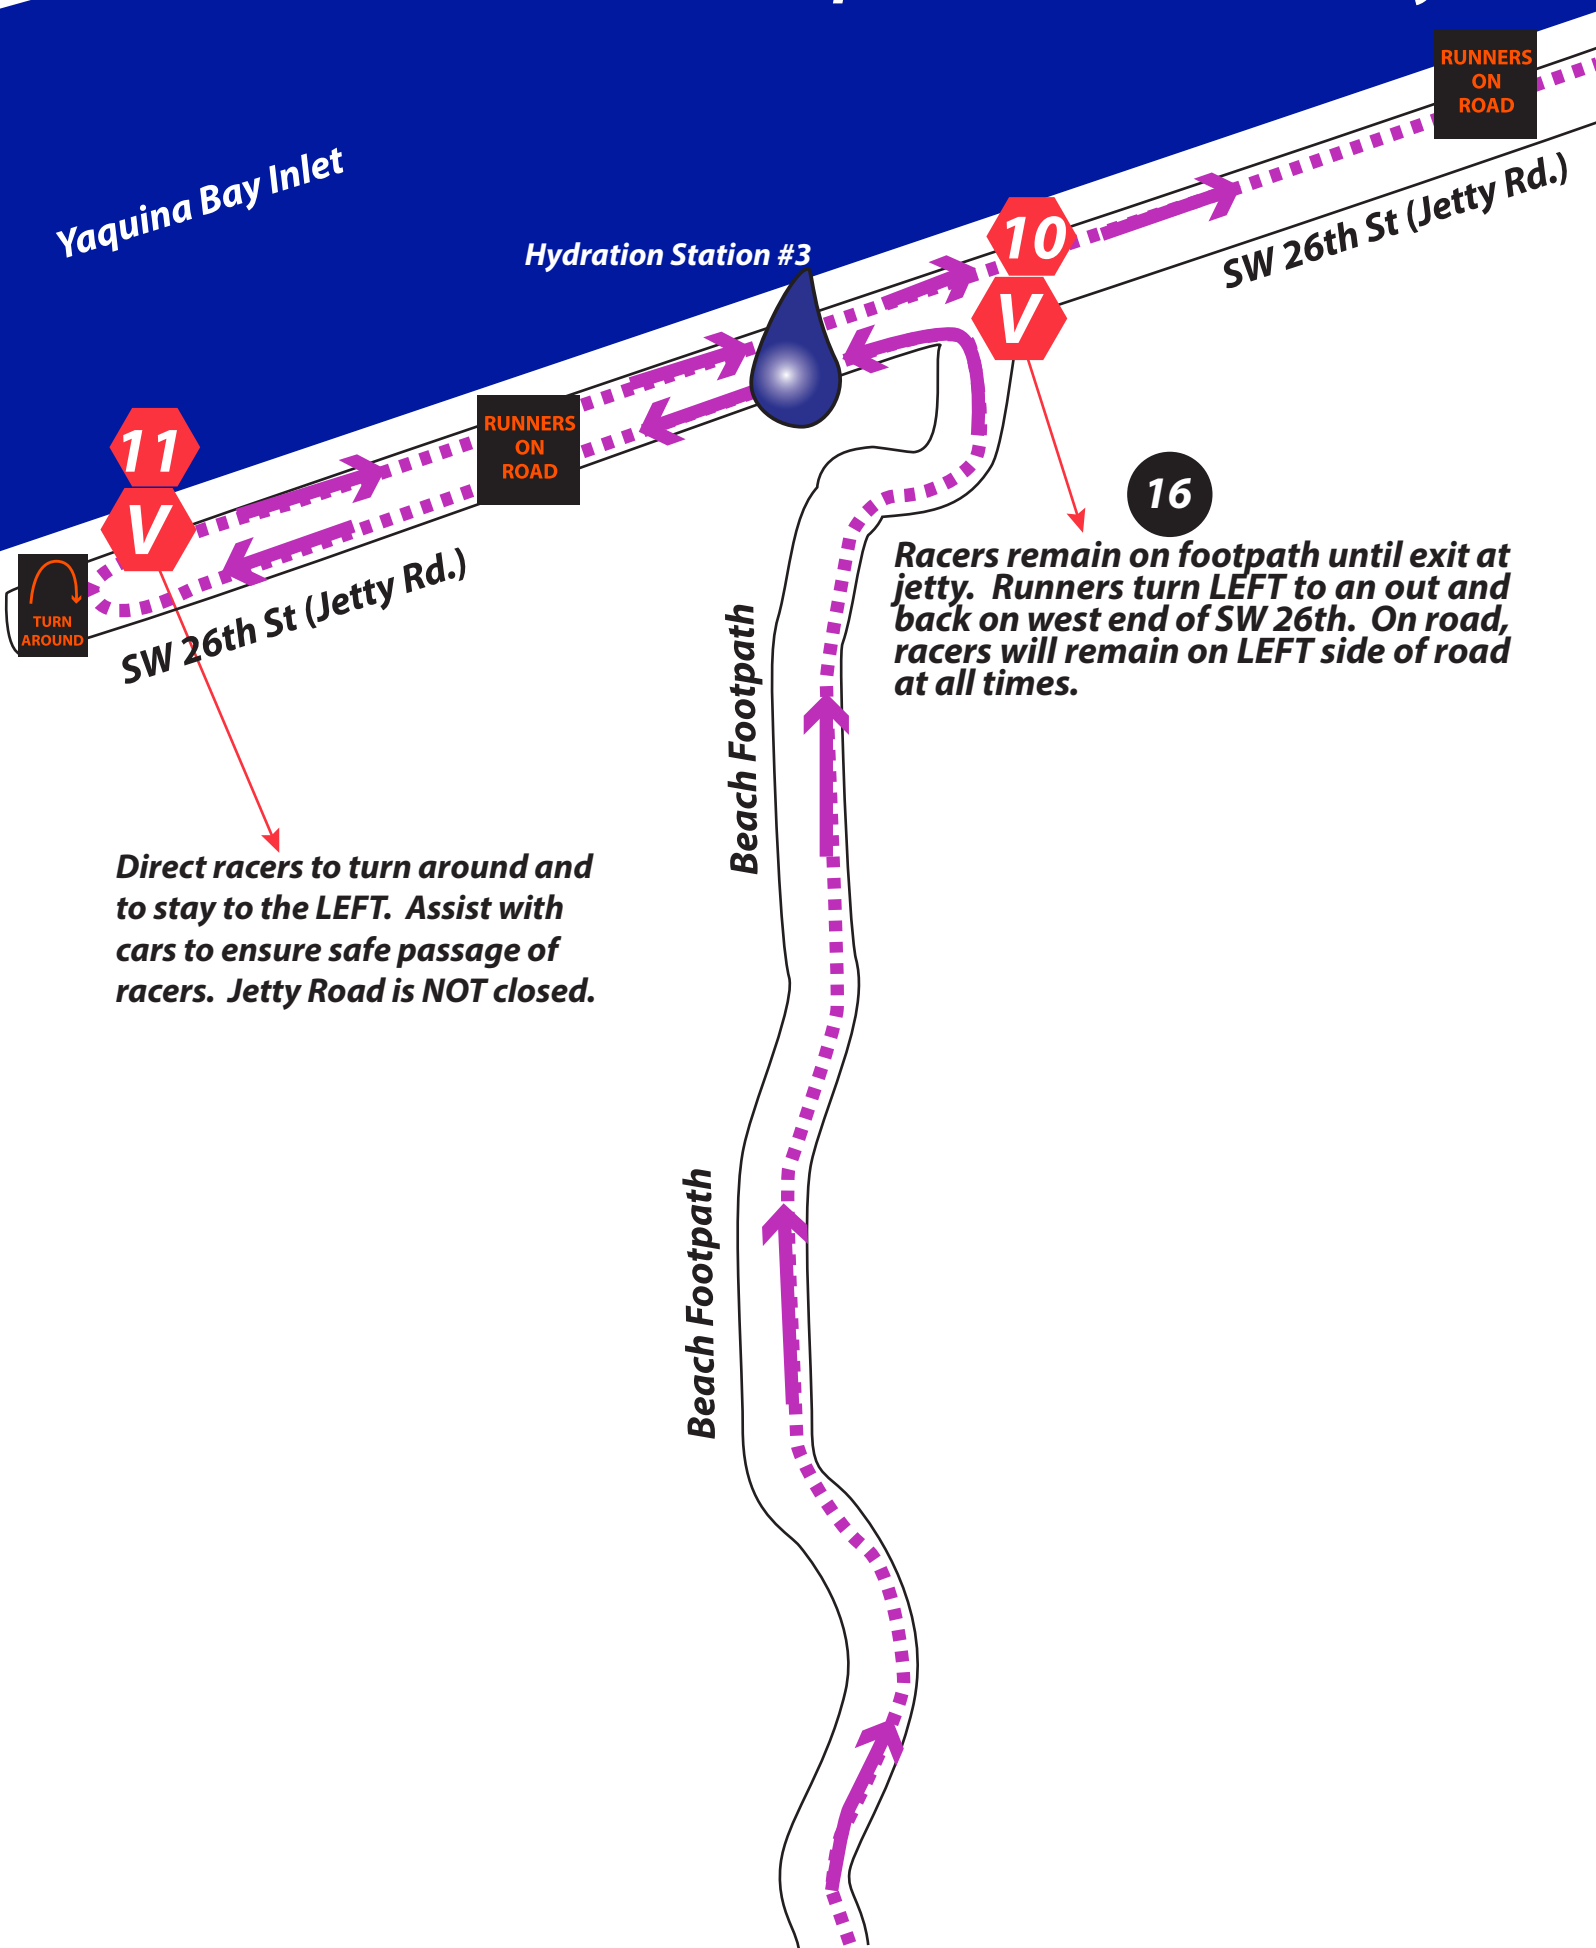 RUNNERS
ON
ROAD
Yaquina Bay Inlet
SW 26th St (Jetty Rd.)
Hydration Station #3
10
V
RUNNERS
ON
ROAD
11
V
TURN
AROUND
SW 26th St (Jetty Rd.)
16
Racers remain on footpath until exit at
jetty. Runners turn LEFT to an out and
back on west end of SW 26th. On road,
racers will remain on LEFT side of road
at all times.
Beach Footpath
Direct racers to turn around and
to stay to the LEFT. Assist with
cars to ensure safe passage of
racers. Jetty Road is NOT closed.
Beach Footpath